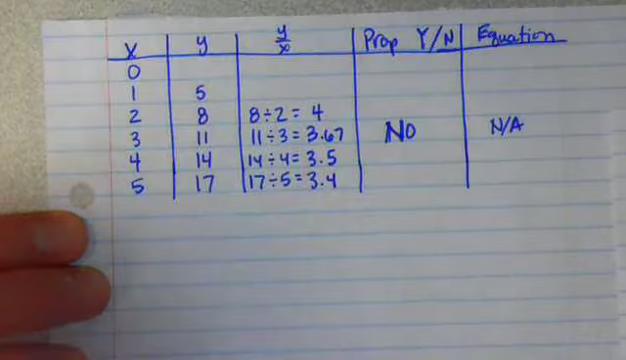 x y y/x Prop Y/N Equation
0
1 5
2 8 8÷2= 4
3 11 11÷3=3.67 No N/A
4 14 14÷4=3.5
5 17 17÷5=3.4